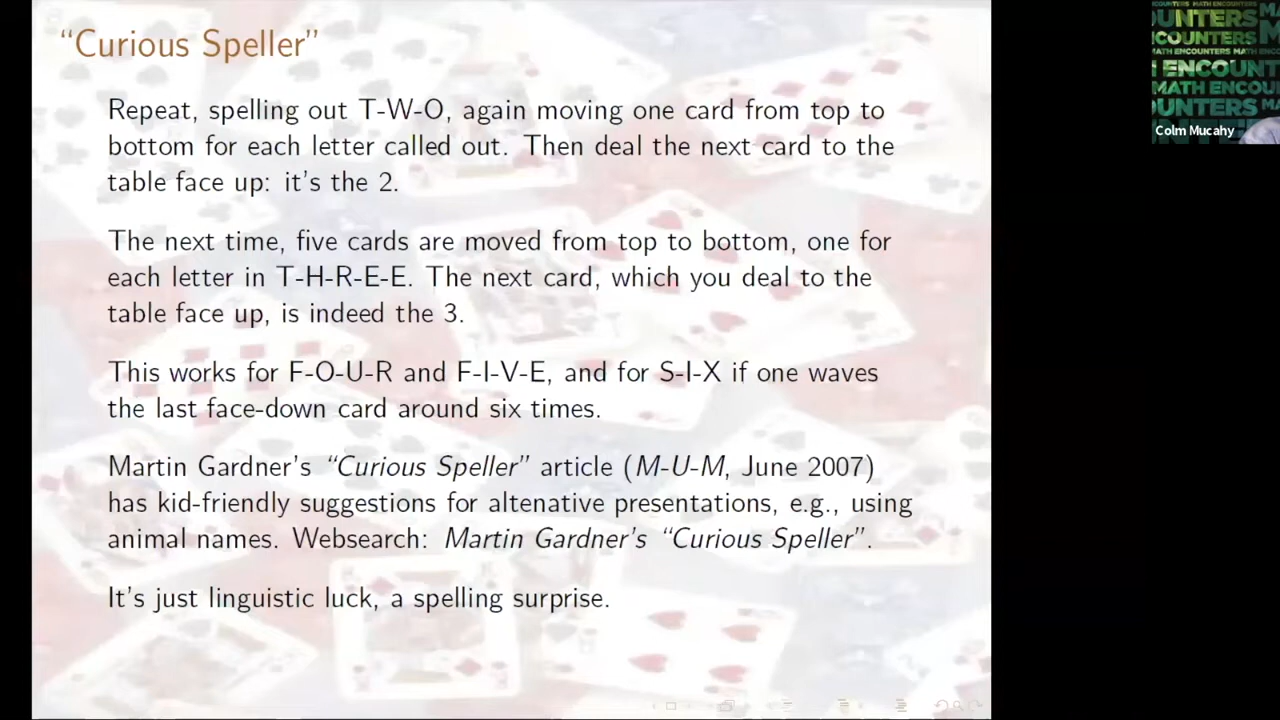 “Curious Speller”
Repeat, spelling out T-W-O, again moving one card from top to
bottom for each letter called out. Then deal the next card to the
table face up: it’s the 2.
The next time, five cards are moved from top to bottom, one for
each letter in T-H-R-E-E. The next card, which you deal to the
table face up, is indeed the 3.
This works for F-O-U-R and F-I-V-E, and for S-I-X if one waves
the last face-down card around six times.
Martin Gardner’s “Curious Speller” article (M-U-M, June 2007)
has kid-friendly suggestions for altenative presentations, e.g., using
animal names. Websearch: Martin Gardner’s “Curious Speller”.
It’s just linguistic luck, a spelling surprise.
MATH ENCOUNTERS
Colm Mucahy